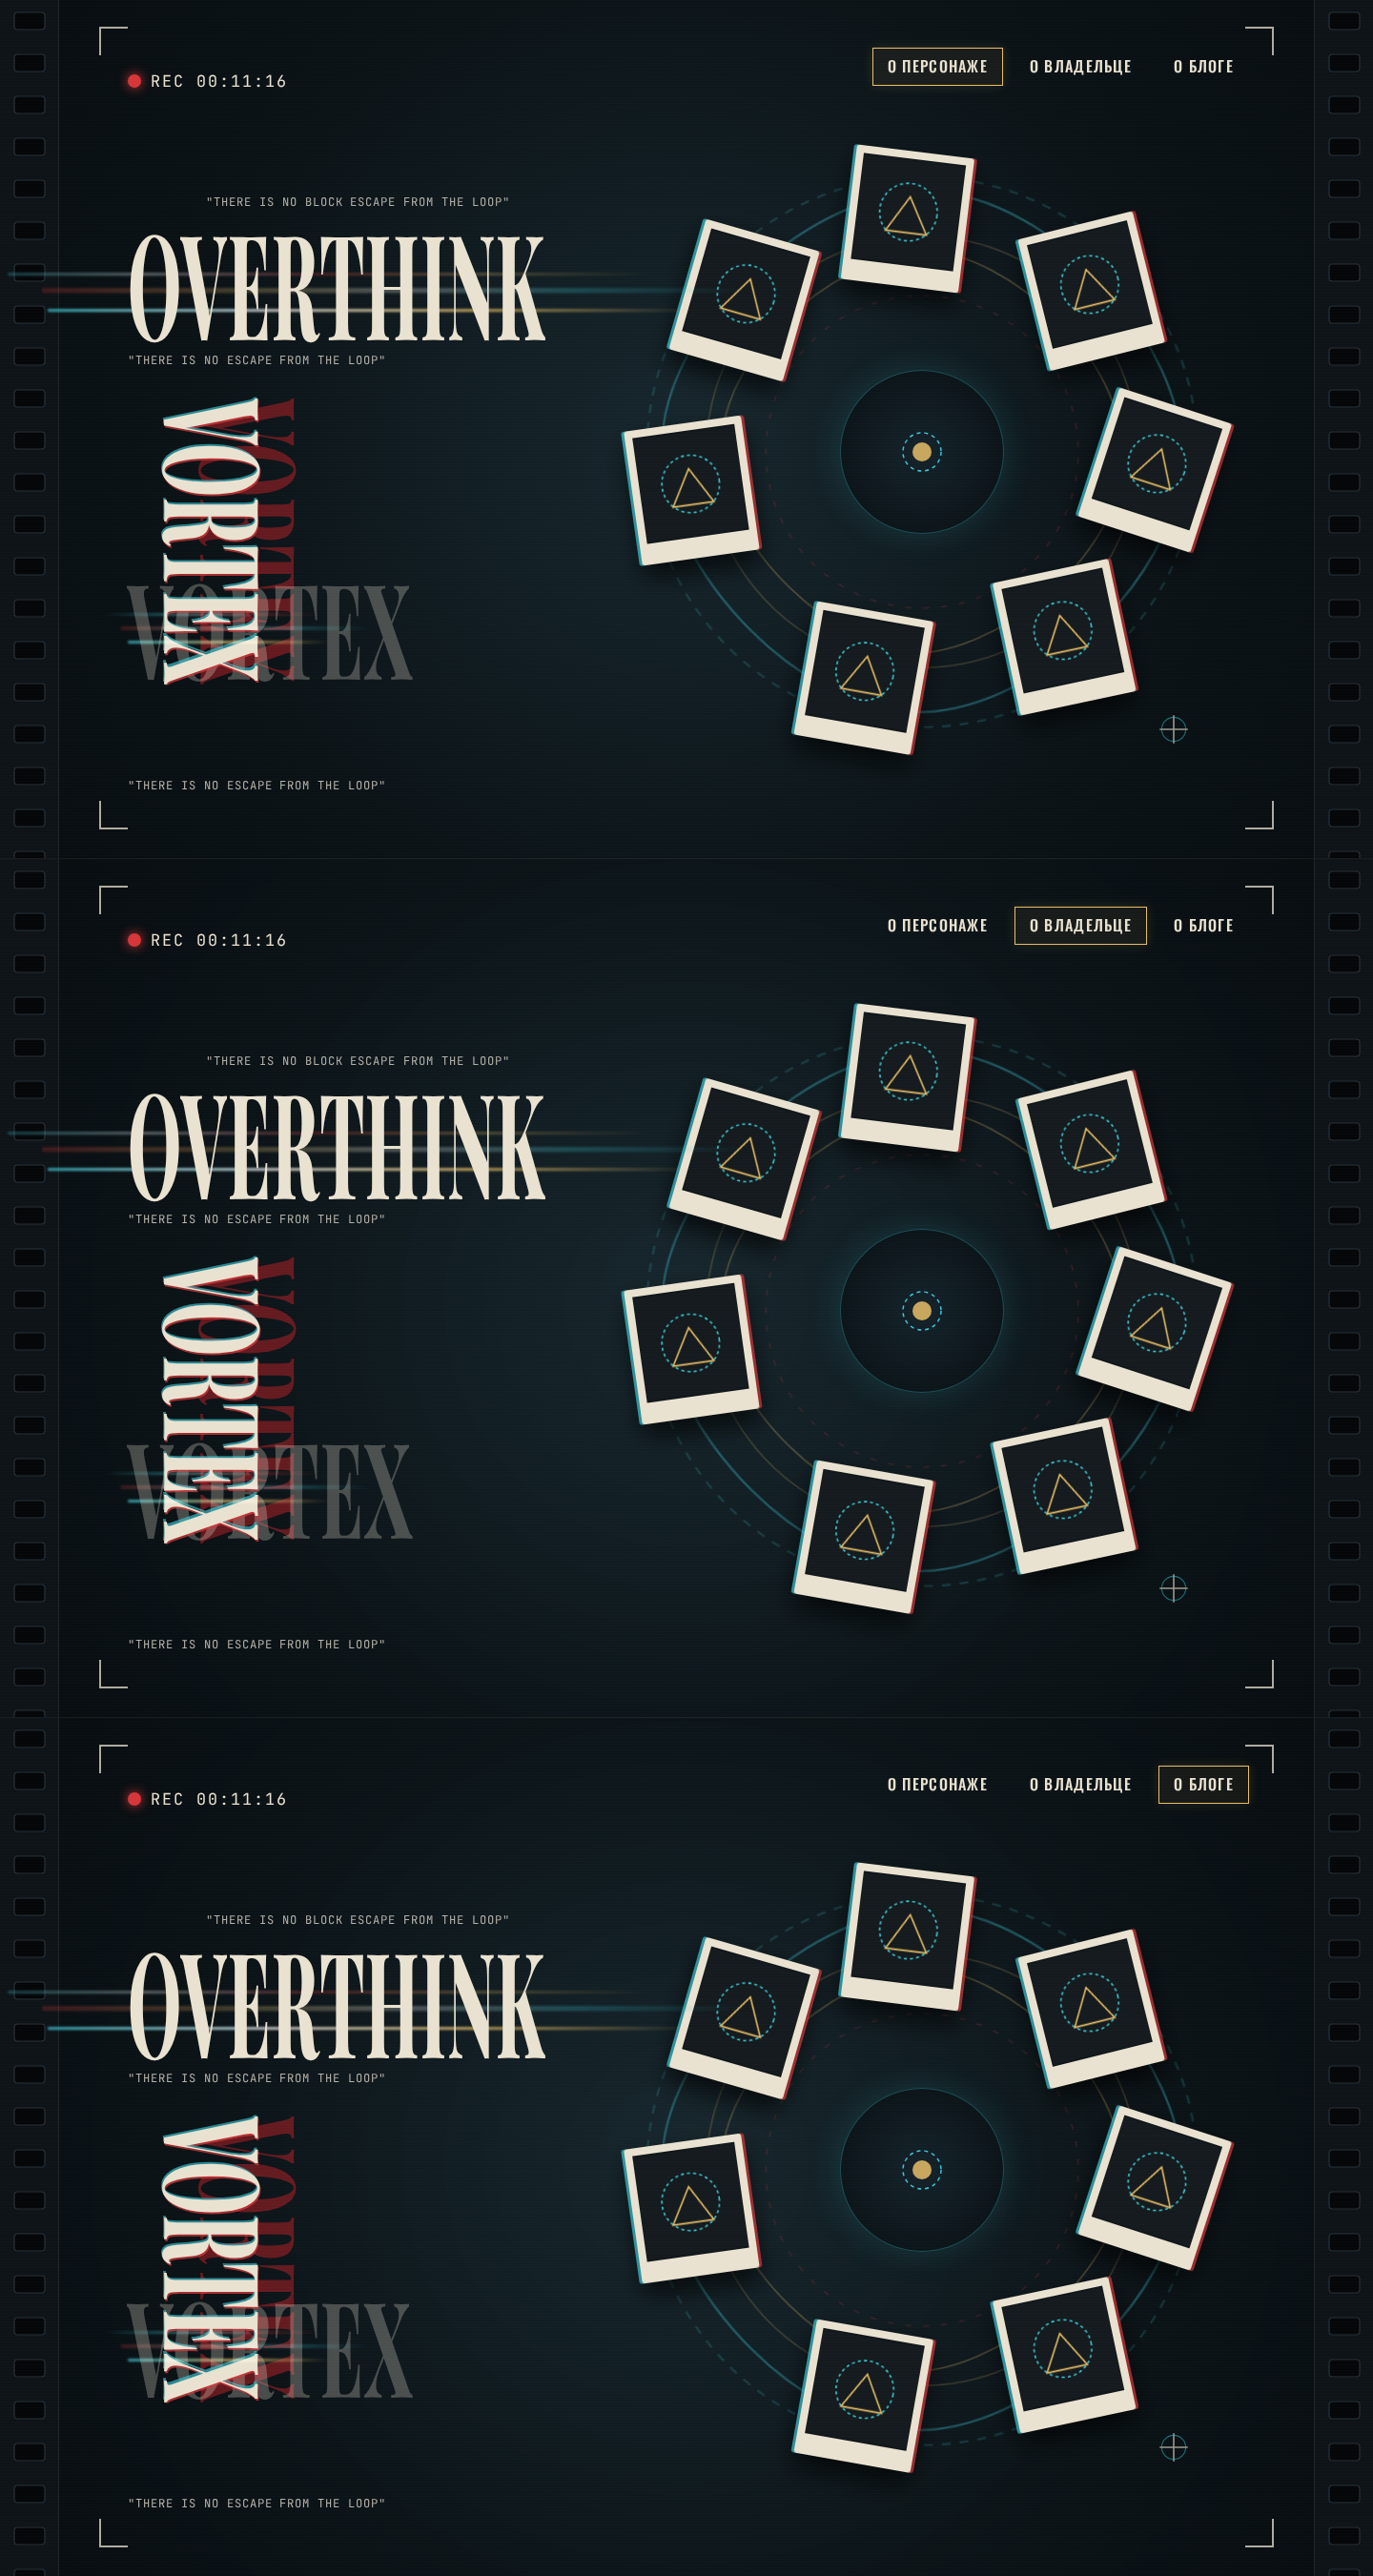 REC 00:11:16
О ПЕРСОНАЖЕ О ВЛАДЕЛЬЦЕ О БЛОГЕ
"THERE IS NO BLOCK ESCAPE FROM THE LOOP"
OVERTHINK
"THERE IS NO ESCAPE FROM THE LOOP"
VORTEX
VORTEX
VORTEX
"THERE IS NO ESCAPE FROM THE LOOP"
REC 00:11:16
О ПЕРСОНАЖЕ О ВЛАДЕЛЬЦЕ О БЛОГЕ
"THERE IS NO BLOCK ESCAPE FROM THE LOOP"
OVERTHINK
"THERE IS NO ESCAPE FROM THE LOOP"
VORTEX
VORTEX
VORTEX
"THERE IS NO ESCAPE FROM THE LOOP"
REC 00:11:16
О ПЕРСОНАЖЕ О ВЛАДЕЛЬЦЕ О БЛОГЕ
"THERE IS NO BLOCK ESCAPE FROM THE LOOP"
OVERTHINK
"THERE IS NO ESCAPE FROM THE LOOP"
VORTEX
VORTEX
VORTEX
"THERE IS NO ESCAPE FROM THE LOOP"